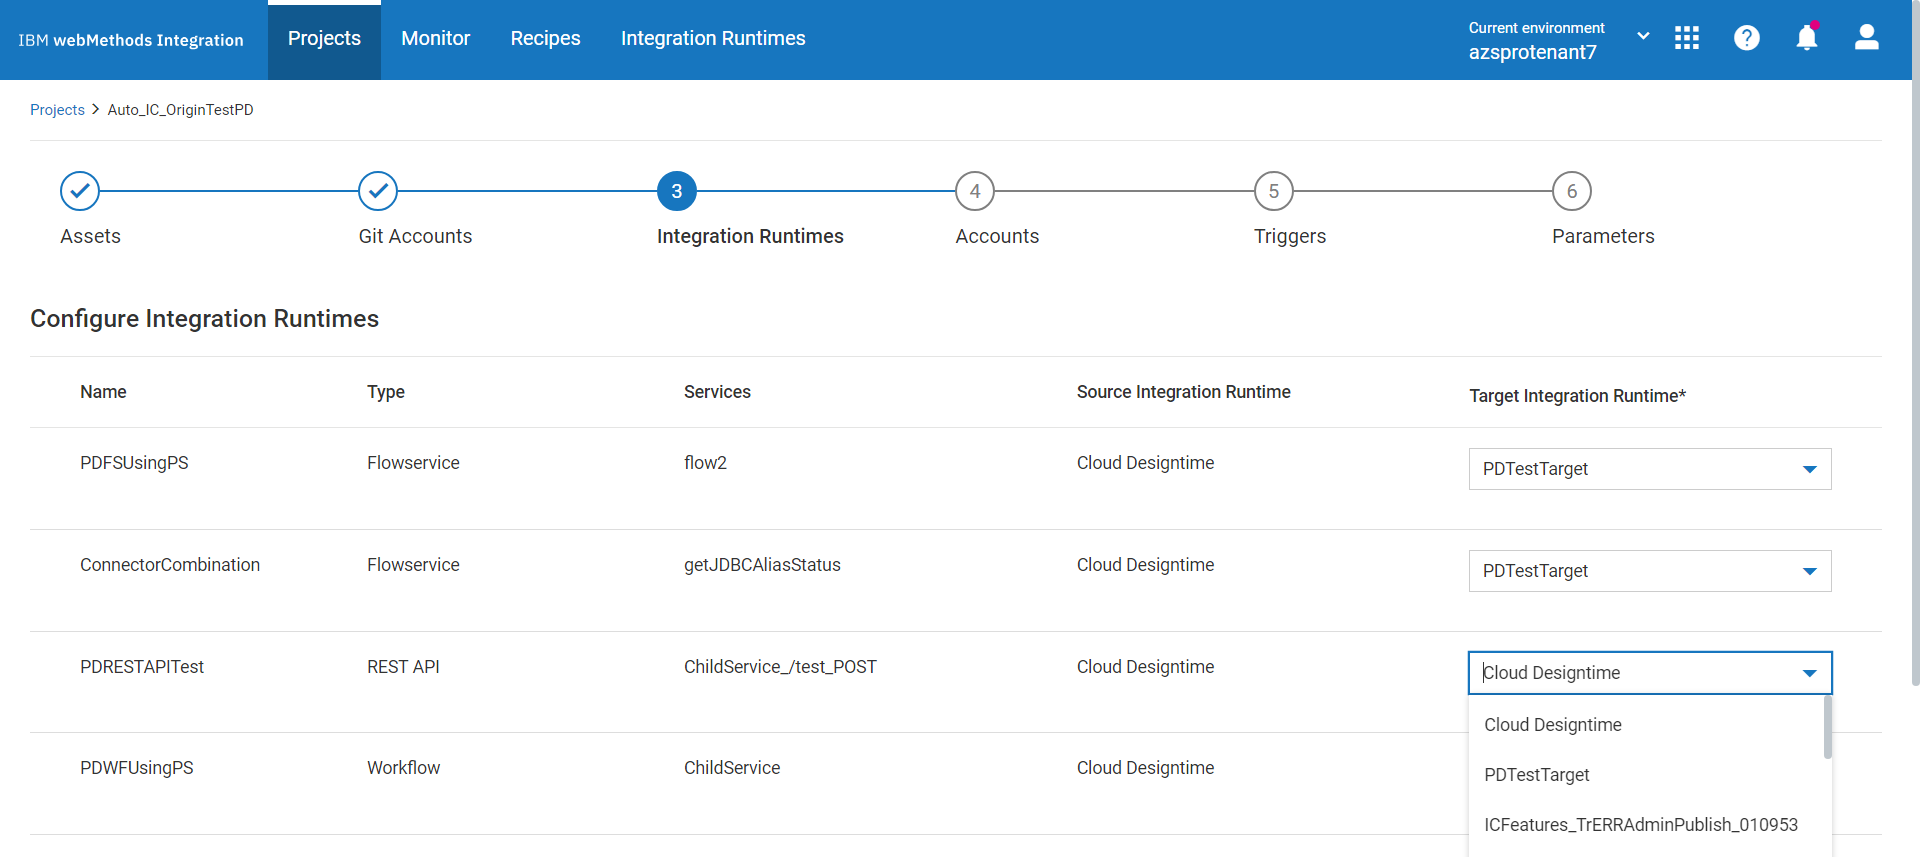 IBM webMethods Integration
Projects
Monitor
Recipes
Integration Runtimes
Current environment
azsprotenant7
?
Projects > Auto_IC_OriginTestPD
3
4
5
6
Assets
Git Accounts
Integration Runtimes
Accounts
Triggers
Parameters
Configure Integration Runtimes
Name Type Services Source Integration Runtime Target Integration Runtime*
PDFSUsingPS Flowservice flow2 Cloud Designtime PDTestTarget
ConnectorCombination Flowservice getJDBCAliasStatus Cloud Designtime PDTestTarget
PDRESTAPITest REST API ChildService_/test_POST Cloud Designtime Cloud Designtime
Cloud Designtime
PDWFUsingPS Workflow ChildService Cloud Designtime
PDTestTarget
ICFeatures_TrERRAdminPublish_010953